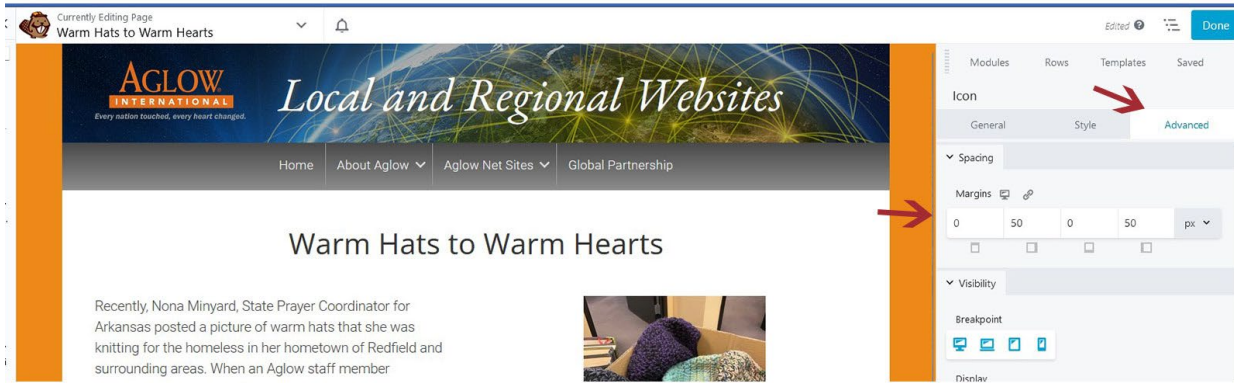 Currently Editing Page
Warm Hats to Warm Hearts
Edited
Done
AGLOW
INTERNATIONAL
Every nation touched, every heart changed.
Local and Regional Websites
Home About Aglow Aglow Net Sites Global Partnership
Warm Hats to Warm Hearts
Recently, Nona Minyard, State Prayer Coordinator for
Arkansas posted a picture of warm hats that she was
knitting for the homeless in her hometown of Redfield and
surrounding areas. When an Aglow staff member
Modules Rows Templates Saved
Icon
General Style Advanced
Spacing
Margins
0 50 0 50 px
Visibility
Breakpoint
Display